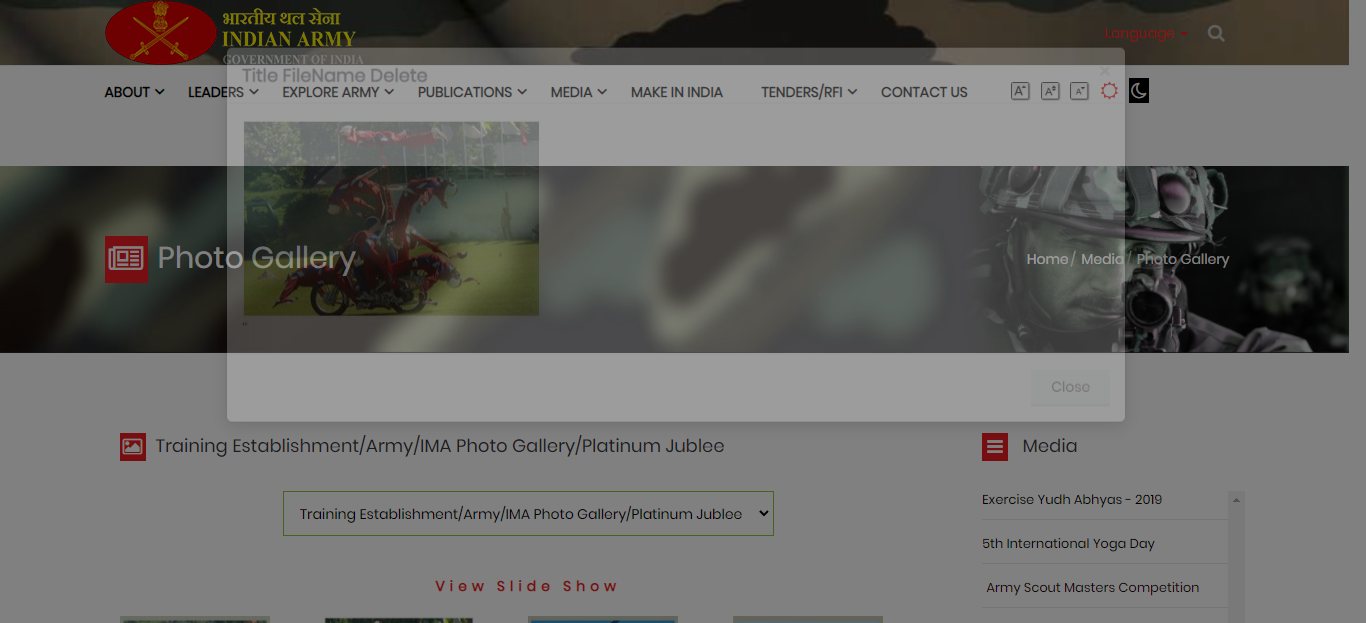 भारतीय थल सेना
INDIAN ARMY
GOVERNMENT OF INDIA
Language
Title FileName Delete
×
ABOUT LEADERS EXPLORE ARMY PUBLICATIONS MEDIA MAKE IN INDIA TENDERS/RFI CONTACT US A+ A# A-
Photo Gallery
Home / Media / Photo Gallery
"
Close
Training Establishment/Army/IMA Photo Gallery/Platinum Jublee
Media
Training Establishment/Army/IMA Photo Gallery/Platinum Jublee
Exercise Yudh Abhyas - 2019
5th International Yoga Day
Army Scout Masters Competition
View Slide Show